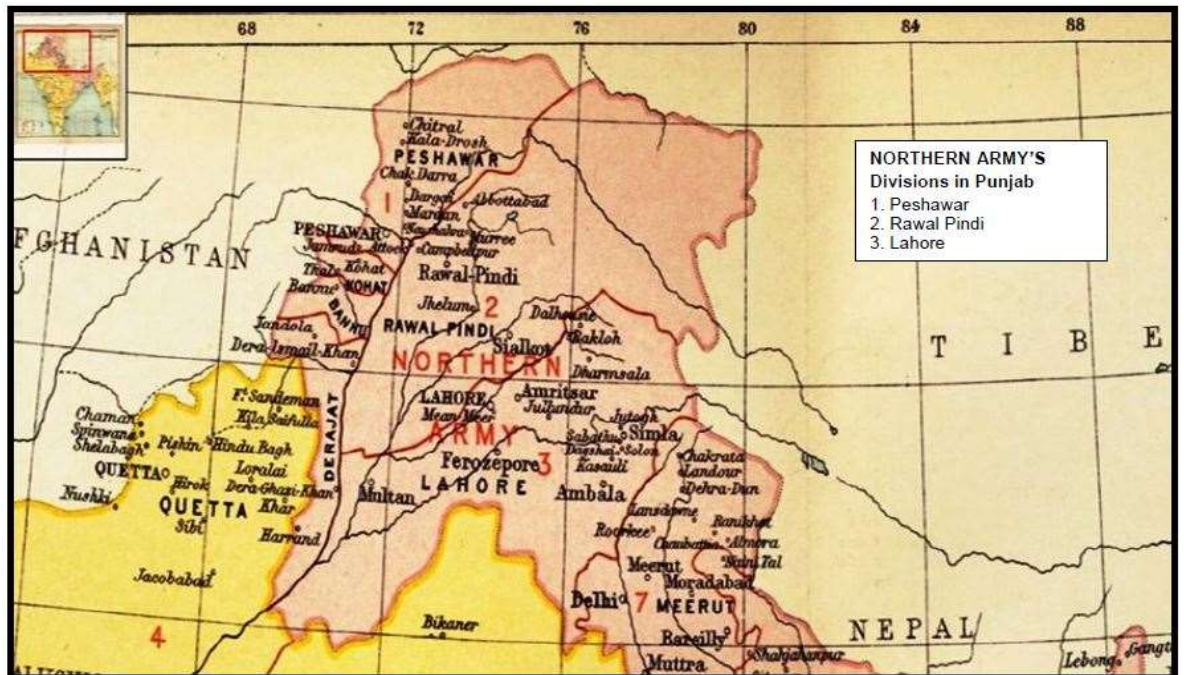 68 72 76 80 84 88
Chitral
Kala-Drosh
PESHAWAR
Chak Darra
1
Dargai
Abbottabad
Mardan
PESHAWAR
Nowshera
Murree
Jamrud
Attock
Campbellpur
Thal
Kohat
Rawal-Pindi
Bannu
KOHAT
BANNU
Jhelum
2
Dalhousie
RAWAL PINDI
Jandola
Sialkot
Bakloh
Dera-Ismail-Khan
NORTHERN
Dharmsala
DERAJAT
LAHORE
Amritsar
Mean Meer
Jullundur
ARMY
Jutogh
Sabathu
Simla
Dagshai
Solon
Kasauli
Ferozepore
3
LAHORE
Multan
Ambala
Chakrata
Landour
Dehra-Dun
Lansdowne
Roorkee
Ranikhet
Chaubattia
Almora
Naini Tal
Meerut
Moradabad
Delhi
7
MEERUT
Bareilly
Shahjahanpur
Muttra
FGHANISTAN
Ft. Sandeman
Kila Saifulla
Chaman
Spinwana
Shelabagh
Pishin
Hindu Bagh
QUETTA
Loralai
Hirok
Dera-Ghazi-Khan
Nushki
QUETTA
Khar
Sibi
Harrand
Jacobabad
4
Bikaner
TIBE
NEPAL
Lebong
Gangt
NORTHERN ARMY'S
Divisions in Punjab
1. Peshawar
2. Rawal Pindi
3. Lahore